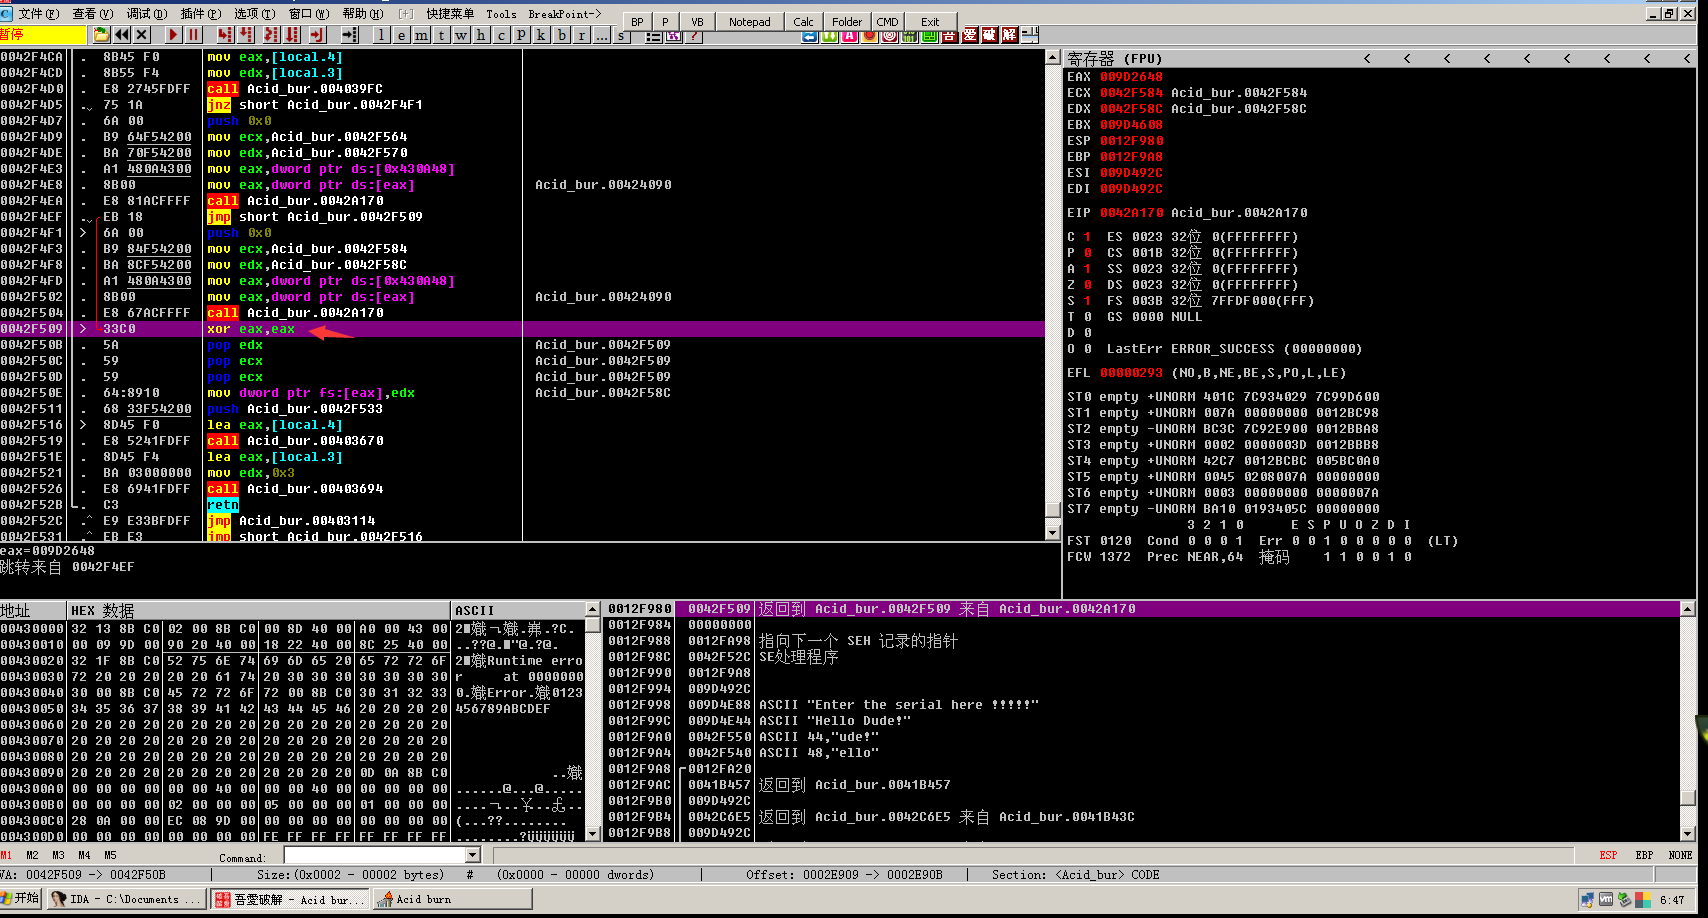 文件(F) 查看(V) 调试(D) 插件(P) 选项(T) 窗口(W) 帮助(H) [+] 快捷菜单 Tools BreakPoint->
BP P VB Notepad Calc Folder CMD Exit
暂停 l e m t w h c P k b r ... s
0042F4CA . 8B45 F0 mov eax,[local.4]
0042F4CD . 8B55 F4 mov edx,[local.3]
0042F4D0 . E8 2745FDFF call Acid_bur.004039FC
0042F4D5 . 75 1A jnz short Acid_bur.0042F4F1
0042F4D7 . 6A 00 push 0x0
0042F4D9 . B9 64F54200 mov ecx,Acid_bur.0042F564
0042F4DE . BA 70F54200 mov edx,Acid_bur.0042F570
0042F4E3 . A1 480A4300 mov eax,dword ptr ds:[0x430A48]
0042F4E8 . 8B00 mov eax,dword ptr ds:[eax] Acid_bur.00424090
0042F4EA . E8 81ACFFFF call Acid_bur.0042A170
0042F4EF . EB 18 jmp short Acid_bur.0042F509
0042F4F1 > 6A 00 push 0x0
0042F4F3 . B9 84F54200 mov ecx,Acid_bur.0042F584
0042F4F8 . BA 8CF54200 mov edx,Acid_bur.0042F58C
0042F4FD . A1 480A4300 mov eax,dword ptr ds:[0x430A48]
0042F502 . 8B00 mov eax,dword ptr ds:[eax] Acid_bur.00424090
0042F504 . E8 67ACFFFF call Acid_bur.0042A170
0042F509 > 33C0 xor eax,eax
0042F50B . 5A pop edx Acid_bur.0042F509
0042F50C . 59 pop ecx Acid_bur.0042F509
0042F50D . 59 pop ecx Acid_bur.0042F509
0042F50E . 64:8910 mov dword ptr fs:[eax],edx Acid_bur.0042F58C
0042F511 . 68 33F54200 push Acid_bur.0042F533
0042F516 > 8D45 F0 lea eax,[local.4]
0042F519 . E8 5241FDFF call Acid_bur.00403670
0042F51E . 8D45 F4 lea eax,[local.3]
0042F521 . BA 03000000 mov edx,0x3
0042F526 . E8 6941FDFF call Acid_bur.00403694
0042F52B . C3 retn
0042F52C .^ E9 E33BFDFF jmp Acid_bur.00403114
0042F531 .^ EB E3 jmp short Acid_bur.0042F516
eax=009D2648
跳转来自 0042F4EF
寄存器 (FPU) < < < < < < < < <
EAX 009D2648
ECX 0042F584 Acid_bur.0042F584
EDX 0042F58C Acid_bur.0042F58C
EBX 009D4608
ESP 0012F980
EBP 0012F9A8
ESI 009D492C
EDI 009D492C
EIP 0042A170 Acid_bur.0042A170
C 1 ES 0023 32位 0(FFFFFFFF)
P 0 CS 001B 32位 0(FFFFFFFF)
A 1 SS 0023 32位 0(FFFFFFFF)
Z 0 DS 0023 32位 0(FFFFFFFF)
S 1 FS 003B 32位 7FFDF000(FFF)
T 0 GS 0000 NULL
D 0
O 0 LastErr ERROR_SUCCESS (00000000)
EFL 00000293 (NO,B,NE,BE,S,PO,L,LE)
ST0 empty +UNORM 401C 7C934029 7C99D600
ST1 empty +UNORM 007A 00000000 0012BC98
ST2 empty -UNORM BC3C 7C92E900 0012BBA8
ST3 empty +UNORM 0002 0000003D 0012BBB8
ST4 empty +UNORM 42C7 0012BCBC 005BC0A0
ST5 empty +UNORM 0045 0208007A 00000000
ST6 empty +UNORM 0003 00000000 0000007A
ST7 empty -UNORM BA10 0193405C 00000000
3 2 1 0 E S P U O Z D I
FST 0120 Cond 0 0 0 1 Err 0 0 1 0 0 0 0 0 (LT)
FCW 1372 Prec NEAR,64 掩码 1 1 0 0 1 0
地址 HEX 数据 ASCII
00430000 32 13 8B C0 02 00 8B C0 00 8D 40 00 A0 00 43 00
00430010 00 09 9D 00 90 20 40 00 18 22 40 00 8C 25 40 00
00430020 32 1F 8B C0 52 75 6E 74 69 6D 65 20 65 72 72 6F Runtime erro
00430030 72 20 20 20 20 20 61 74 20 30 30 30 30 30 30 30 r at 0000000
00430040 30 00 8B C0 45 72 72 6F 72 00 8B C0 30 31 32 33 Error. 0123
00430050 34 35 36 37 38 39 41 42 43 44 45 46 20 20 20 20 456789ABCDEF
00430060 20 20 20 20 20 20 20 20 20 20 20 20 20 20 20 20
00430070 20 20 20 20 20 20 20 20 20 20 20 20 20 20 20 20
00430080 20 20 20 20 20 20 20 20 20 20 20 20 20 20 20 20
00430090 20 20 20 20 20 20 20 20 20 20 20 20 0D 0A 8B C0
004300A0 00 00 00 00 00 00 40 00 00 00 40 00 00 00 00 00 ......@...@.....
004300B0 00 00 00 00 02 00 00 00 05 00 00 00 01 00 00 00
004300C0 28 0A 00 00 EC 08 9D 00 00 00 00 00 00 00 00 00 (...??........
004300D0 00 00 00 00 00 00 00 00 FE FF FF FF FF FF FF FF
0012F980 0042F509 返回到 Acid_bur.0042F509 来自 Acid_bur.0042A170
0012F984 00000000
0012F988 0012FA98 指向下一个 SEH 记录的指针
0012F98C 0042F52C SE处理程序
0012F990 0012F9A8
0012F994 009D492C
0012F998 009D4E88 ASCII "Enter the serial here !!!!!"
0012F99C 009D4E44 ASCII "Hello Dude!"
0012F9A0 0042F550 ASCII 44,"ude!"
0012F9A4 0042F540 ASCII 48,"ello"
0012F9A8 0012FA20
0012F9AC 0041B457 返回到 Acid_bur.0041B457
0012F9B0 009D492C
0012F9B4 0042C6E5 返回到 Acid_bur.0042C6E5 来自 Acid_bur.0041B43C
0012F9B8 009D492C
M1 M2 M3 M4 M5 Command: ESP EBP NONE
VA: 0042F509 -> 0042F50B Size:(0x0002 - 00002 bytes) # (0x0000 - 00000 dwords) Offset: 0002E909 -> 0002E90B Section: <Acid_bur> CODE
开始 IDA - C:\Documents ... 吾愛破解 - Acid bur... Acid burn 6:47